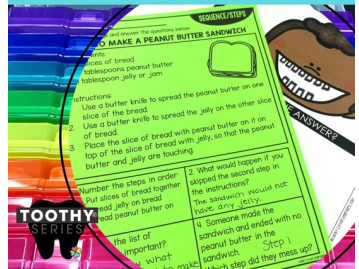 SEQUENCE/STEPS
and answer the questions below.
TO MAKE A PEANUT BUTTER SANDWICH
slices of bread
tablespoons peanut butter
tablespoon jelly or jam
Instructions:
Use a butter knife to spread the peanut butter on one
slice of the bread.
2. Use a butter knife to spread the jelly on the other slice
of bread.
3. Place the slice of bread with peanut butter on it on
top of the slice of bread with jelly, so that the peanut
butter and jelly are touching.
Number the steps in order
Put slices of bread together
spread jelly on bread
spread peanut butter on
2. What would happen if you
skipped the second step in
the instructions?
The sandwich would not
have any jelly.
the list of
important?
what
to make
4. Someone made the
sandwich and ended with no
peanut butter in the
sandwich. Step 1
Which step did they mess up?
E ANSWER?
TOOTHY
SERIES